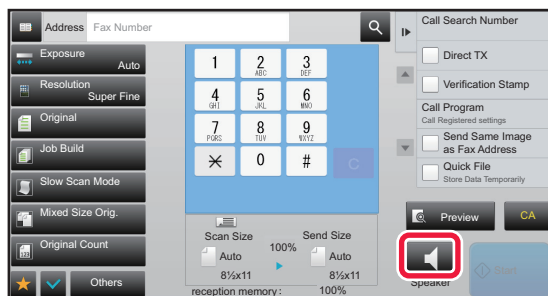 Address Fax Number
Call Search Number
Exposure
Auto
Direct TX
Resolution
Super Fine
Verification Stamp
Original
Call Program
Call Registered settings
Job Build
Send Same Image
as Fax Address
Slow Scan Mode
Quick File
Store Data Temporarily
Mixed Size Orig.
Original Count
Others
1
2
ABC
3
DEF
4
GHI
5
JKL
6
MNO
7
PQRS
8
TUV
9
WXYZ
0
#
C
Scan Size
100%
Send Size
Auto
Auto
8½x11
8½x11
reception memory: 100%
Preview
CA
Speaker
Start